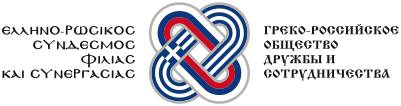 ΕΛΛΗΝΟ-ΡΩΣΙΚΟΣ
ΣΥΝΔΕΣΜΟΣ
ΦΙΛΙΑΣ
ΚΑΙ ΣΥΝΕΡΓΑΣΙΑΣ
ГРЕКО-РОССИЙСКОЕ
ОБЩЕСТВО
ДРУЖБЫ И
СОТРУДНИЧЕСТВА